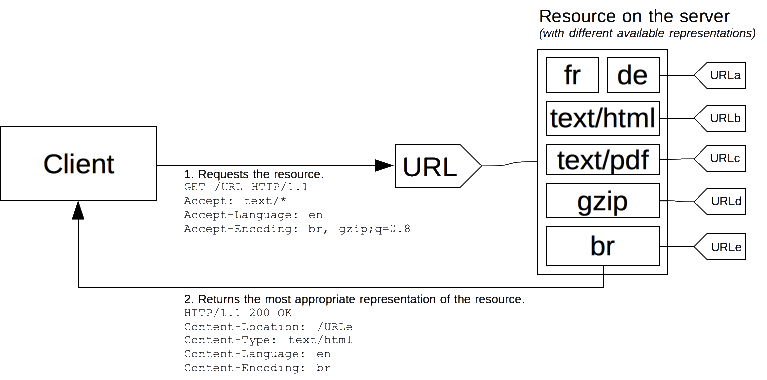 Resource on the server
(with different available representations)
fr
de
URLa
text/html
URLb
Client
URL
text/pdf
URLc
1. Requests the resource.
GET /URL HTTP/1.1
Accept: text/*
Accept-Language: en
Accept-Encoding: br, gzip;q=0.8
gzip
URLd
br
URLe
2. Returns the most appropriate representation of the resource.
HTTP/1.1 200 OK
Content-Location: /URLe
Content-Type: text/html
Content-Language: en
Content-Encoding: br